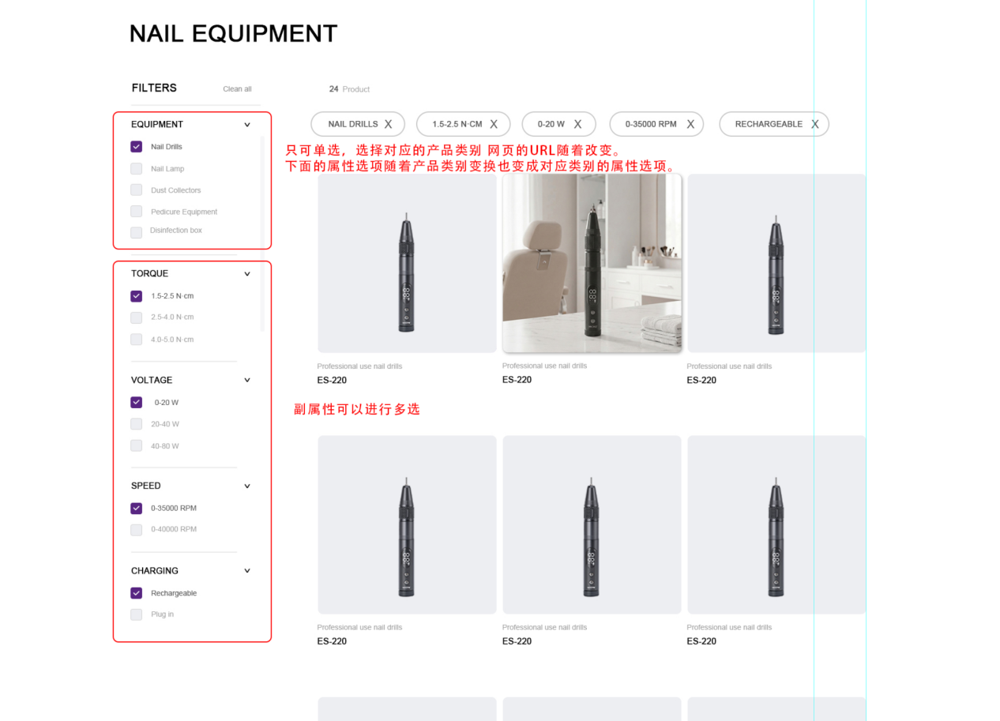 NAIL EQUIPMENT
FILTERS
Clean all
24 Product
EQUIPMENT
Nail Drills
Nail Lamp
Dust Collectors
Pedicure Equipment
Disinfection box
TORQUE
1.5-2.5 N·cm
2.5-4.0 N·cm
4.0-5.0 N·cm
VOLTAGE
0-20 W
20-40 W
40-80 W
SPEED
0-35000 RPM
0-40000 RPM
CHARGING
Rechargeable
Plug in
NAIL DRILLS X
1.5-2.5 N·CM X
0-20 W X
0-35000 RPM X
RECHARGEABLE X
只可单选，选择对应的产品类别 网页的URL随着改变。
下面的属性选项随着产品类别变换也变成对应类别的属性选项。
Professional use nail drills
ES-220
Professional use nail drills
ES-220
Professional use nail drills
ES-220
副属性可以进行多选
Professional use nail drills
ES-220
Professional use nail drills
ES-220
Professional use nail drills
ES-220